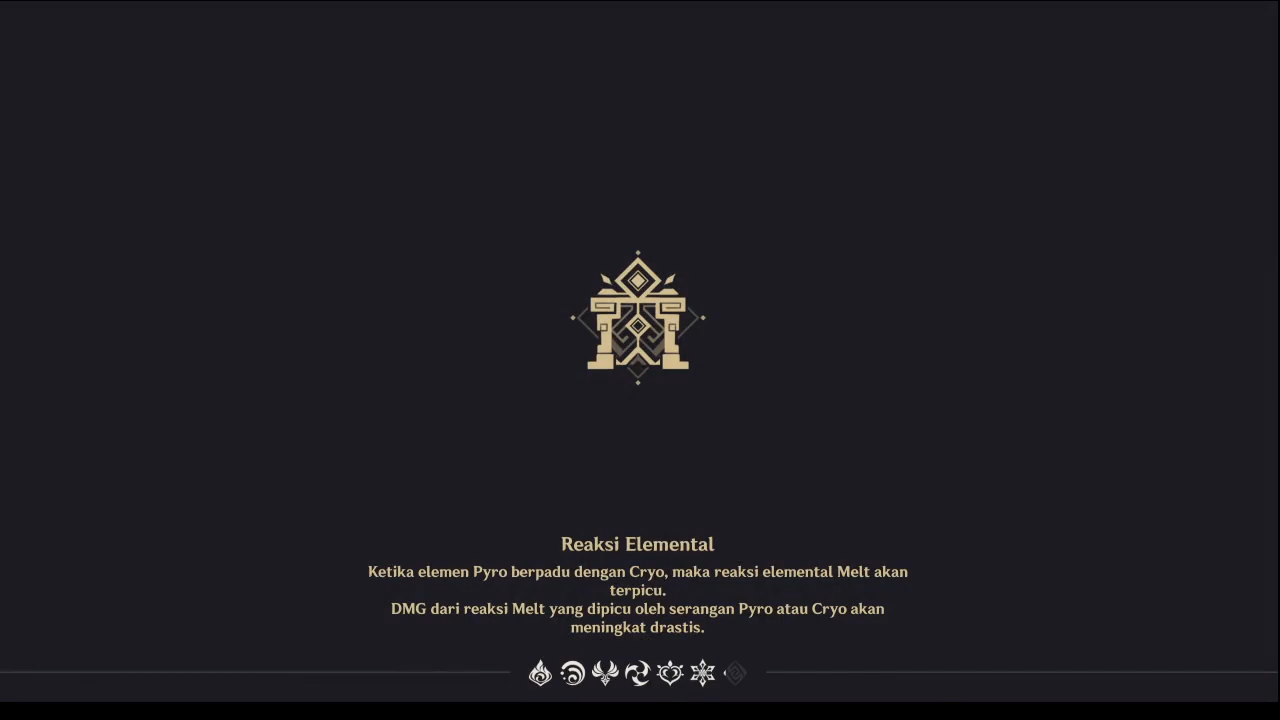 Reaksi Elemental
Ketika elemen Pyro berpadu dengan Cryo, maka reaksi elemental Melt akan
terpicu.
DMG dari reaksi Melt yang dipicu oleh serangan Pyro atau Cryo akan
meningkat drastis.